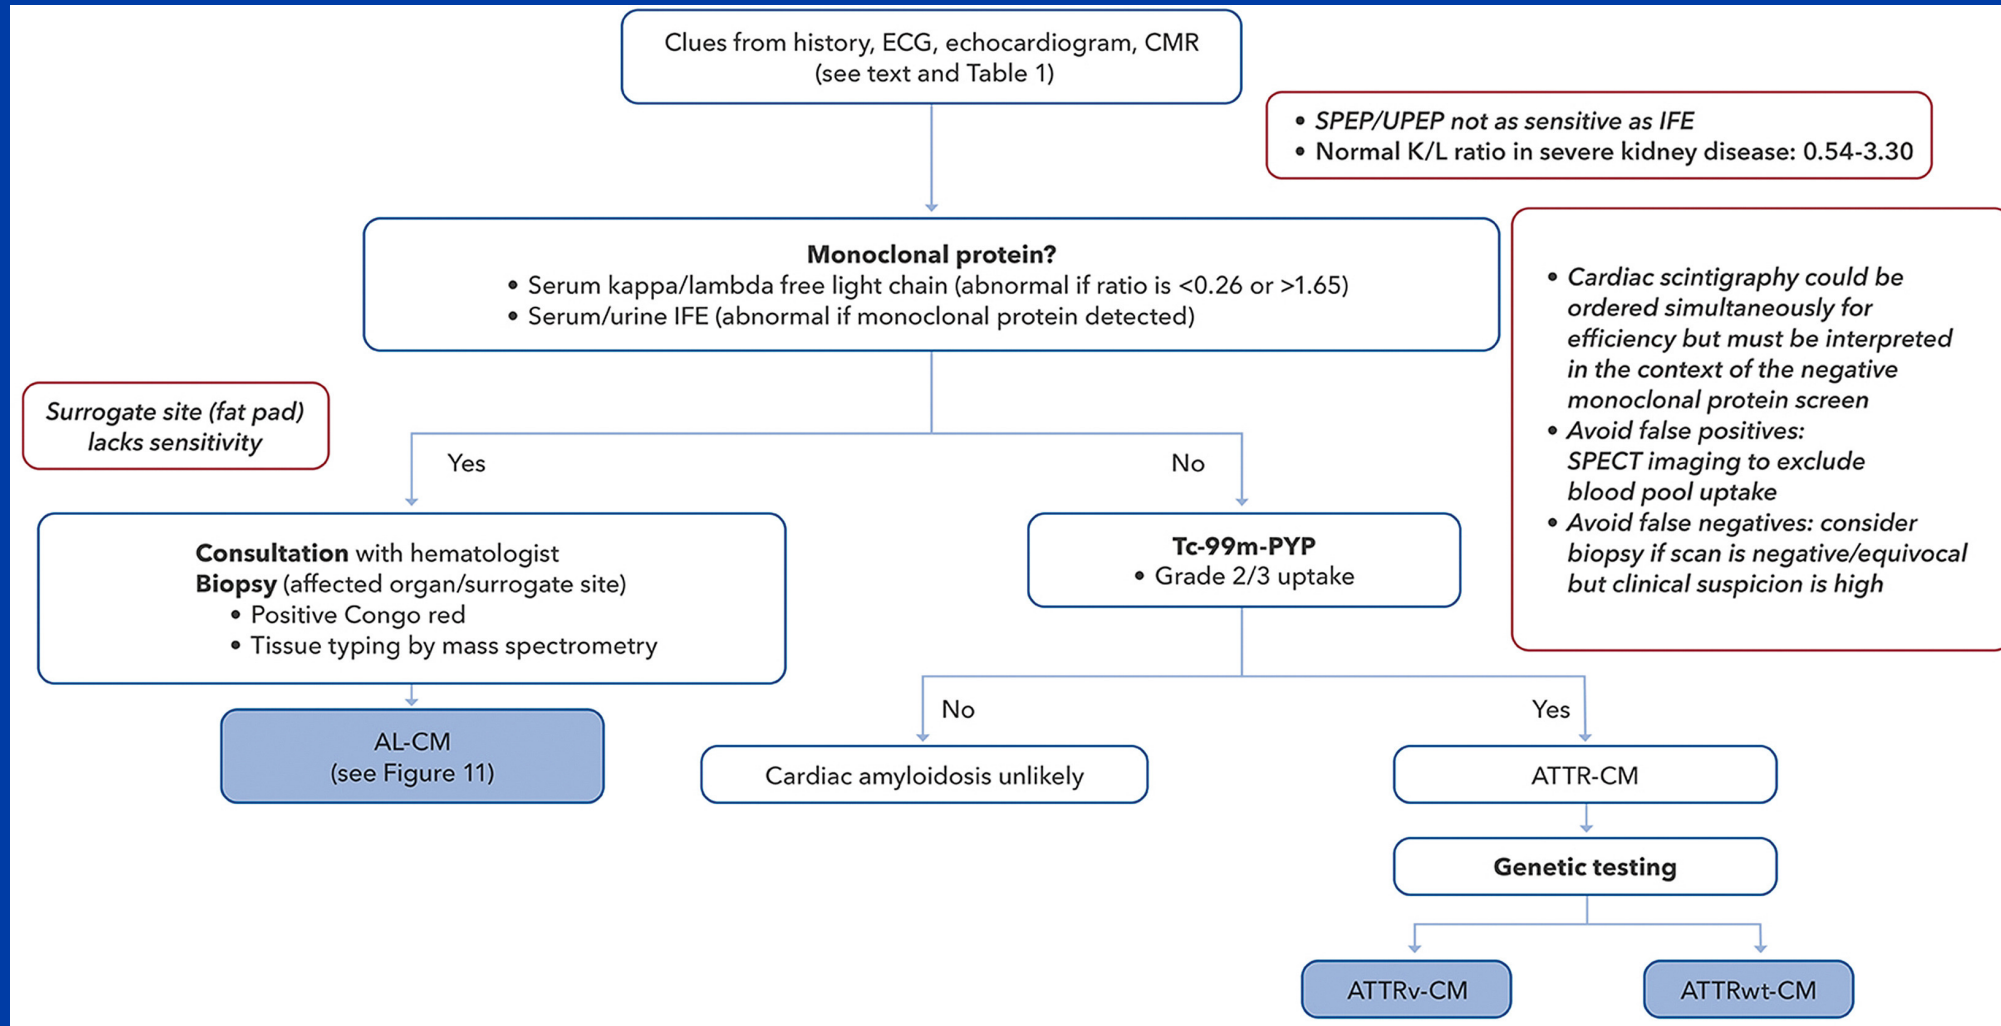 Clues from history, ECG, echocardiogram, CMR
(see text and Table 1)
• SPEP/UPEP not as sensitive as IFE
• Normal K/L ratio in severe kidney disease: 0.54-3.30
Monoclonal protein?
• Serum kappa/lambda free light chain (abnormal if ratio is <0.26 or >1.65)
• Serum/urine IFE (abnormal if monoclonal protein detected)
• Cardiac scintigraphy could be
ordered simultaneously for
efficiency but must be interpreted
in the context of the negative
monoclonal protein screen
• Avoid false positives:
SPECT imaging to exclude
blood pool uptake
• Avoid false negatives: consider
biopsy if scan is negative/equivocal
but clinical suspicion is high
Surrogate site (fat pad)
lacks sensitivity
Yes
No
Consultation with hematologist
Biopsy (affected organ/surrogate site)
• Positive Congo red
• Tissue typing by mass spectrometry
Tc-99m-PYP
• Grade 2/3 uptake
No
Yes
AL-CM
(see Figure 11)
Cardiac amyloidosis unlikely
ATTR-CM
Genetic testing
ATTRv-CM
ATTRwt-CM